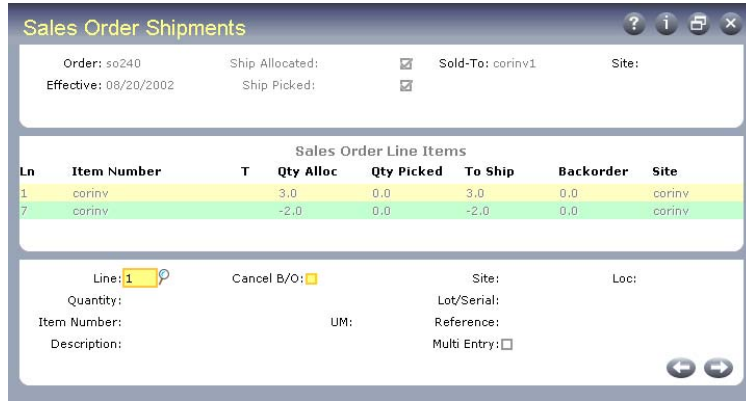 Sales Order Shipments
Order: so240 Ship Allocated: Sold-To: corinv1 Site:
Effective: 08/20/2002 Ship Picked:
Sales Order Line Items
Ln Item Number T Qty Alloc Qty Picked To Ship Backorder Site
1 corinv 3.0 0.0 3.0 0.0 corinv
7 corinv -2.0 0.0 -2.0 0.0 corinv
Line: 1 Cancel B/O: Site: Loc:
Quantity: Lot/Serial:
Item Number: UM: Reference:
Description: Multi Entry: